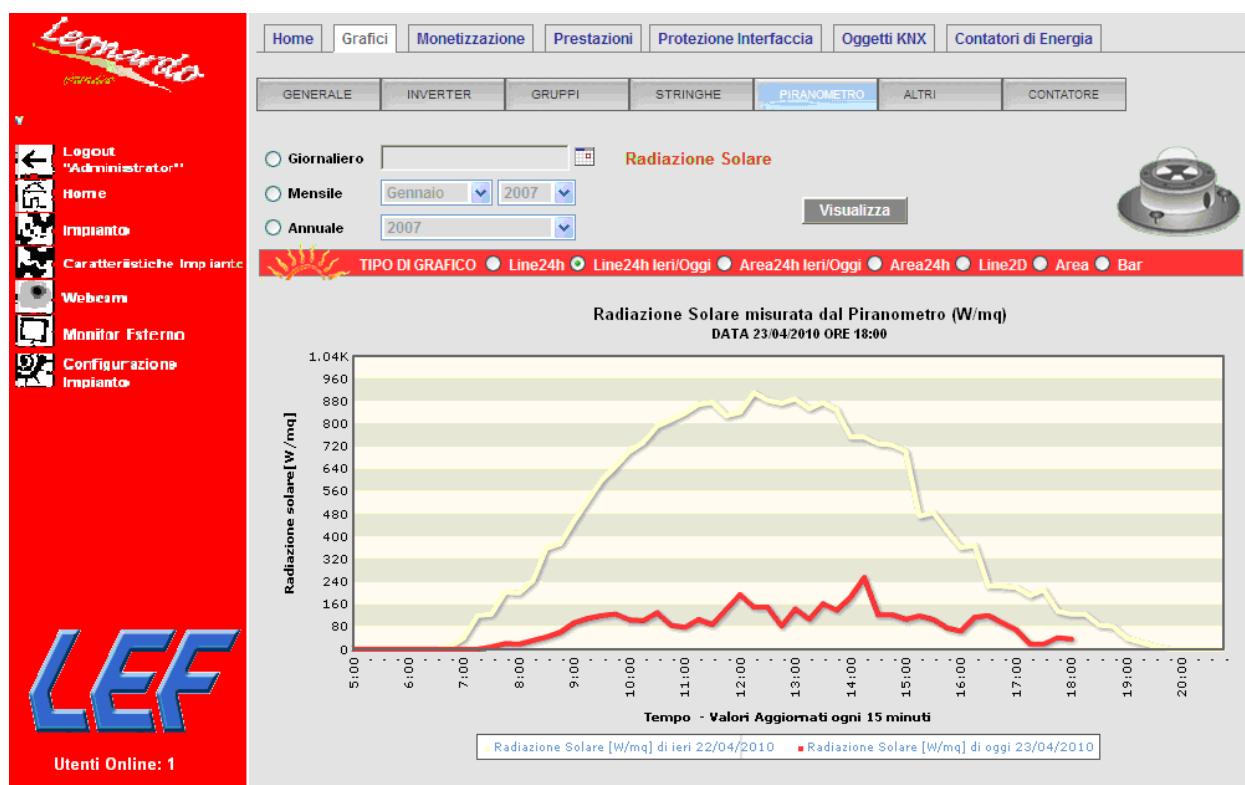 Leonardo
Home Grafici Monetizzazione Prestazioni Protezione Interfaccia Oggetti KNX Contatori di Energia
GENERALE INVERTER GRUPPI STRINGHE PIRANOMETRO ALTRI CONTATORE
Logout
"Administrator"
Home
Impianto
Caratteristiche Impianto
Webcam
Monitor Esterno
Configurazione
Impianto
LEF
Utenti Online: 1
Giornaliero
Radiazione Solare
Mensile Gennaio 2007
Visualizza
Annuale 2007
TIPO DI GRAFICO Line24h Line24h Ieri/Oggi Area24h Ieri/Oggi Area24h Line2D Area Bar
Radiazione Solare misurata dal Piranometro (W/mq)
DATA 23/04/2010 ORE 18:00
Radiazione solare[W/mq]
1.04K
960
880
800
720
640
560
480
400
320
240
160
80
0
5:00 6:00 7:00 8:00 9:00 10:00 11:00 12:00 13:00 14:00 15:00 16:00 17:00 18:00 19:00 20:00
Tempo - Valori Aggiornati ogni 15 minuti
Radiazione Solare [W/mq] di ieri 22/04/2010 Radiazione Solare [W/mq] di oggi 23/04/2010